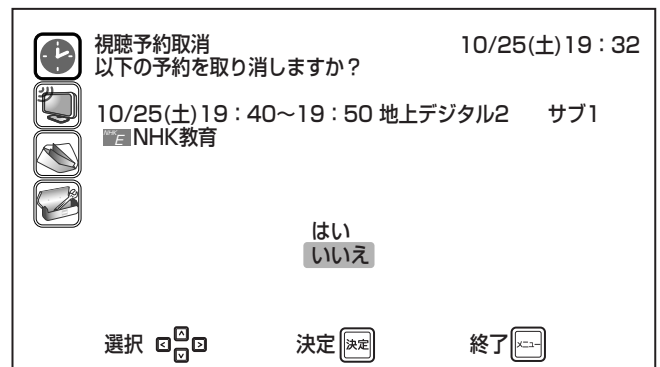 視聴予約取消 10/25(土)19：32
以下の予約を取り消しますか？
10/25(土)19：40～19：50 地上デジタル2 サブ1
NHK E NHK教育
はい
いいえ
選択 決定 決定 終了 メニュー